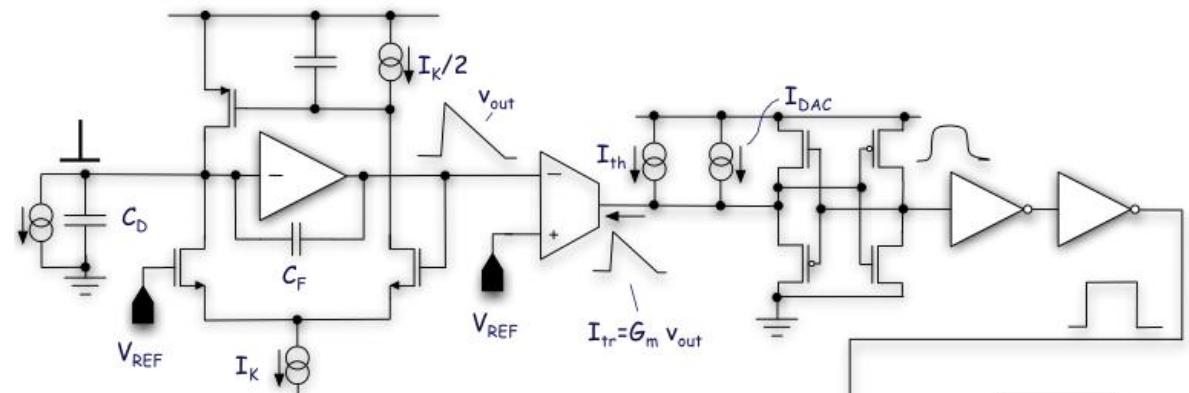 I_K/2
v_out
I_DAC
I_th
C_D
−
−
+
C_F
V_REF
V_REF
I_tr=G_m v_out
I_K